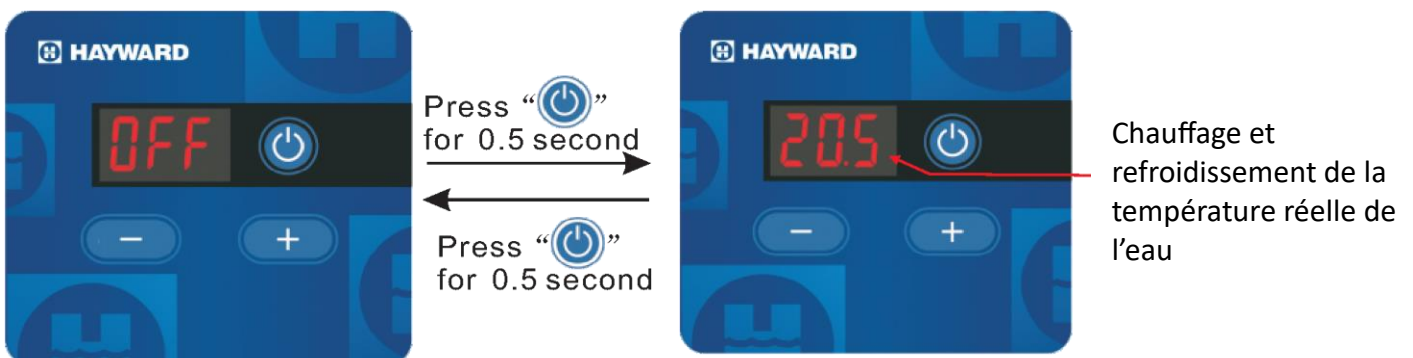 HAYWARD
OFF
Press “ ”
for 0.5 second
Press “ ”
for 0.5 second
HAYWARD
20.5
Chauffage et
refroidissement de la
température réelle de
l’eau